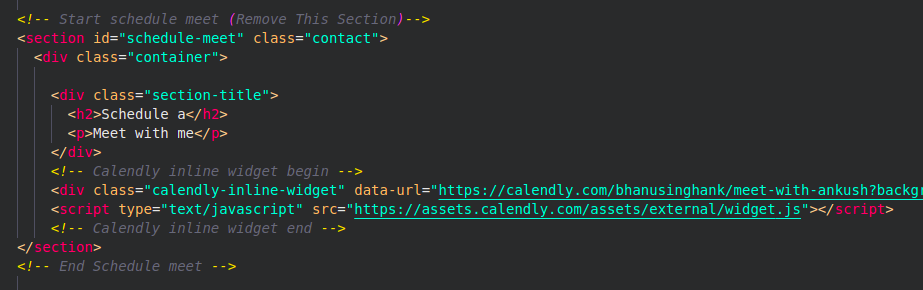 <!-- Start schedule meet (Remove This Section)-->
<section id="schedule-meet" class="contact">
<div class="container">
<div class="section-title">
<h2>Schedule a</h2>
<p>Meet with me</p>
</div>
<!-- Calendly inline widget begin -->
<div class="calendly-inline-widget" data-url="https://calendly.com/bhanusinghank/meet-with-ankush?backgr
<script type="text/javascript" src="https://assets.calendly.com/assets/external/widget.js"></script>
<!-- Calendly inline widget end -->
</section>
<!-- End Schedule meet -->